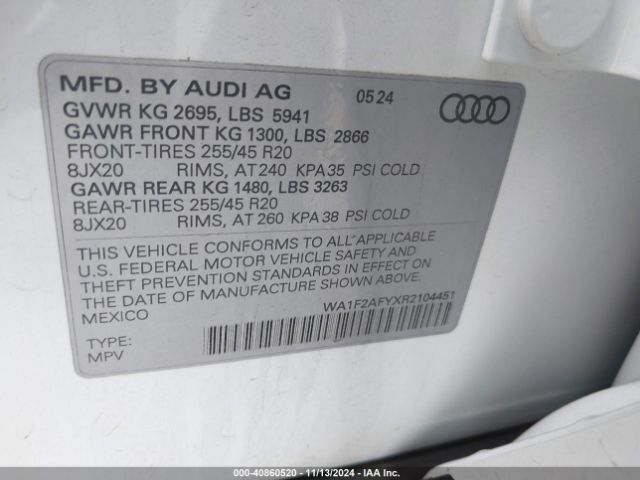 MFD. BY AUDI AG 05 24
GVWR KG 2695, LBS 5941
GAWR FRONT KG 1300, LBS 2866
FRONT-TIRES 255/45 R20
8JX20 RIMS, AT 240 KPA 35 PSI COLD
GAWR REAR KG 1480, LBS 3263
REAR-TIRES 255/45 R20
8JX20 RIMS, AT 260 KPA 38 PSI COLD
THIS VEHICLE CONFORMS TO ALL APPLICABLE
U.S. FEDERAL MOTOR VEHICLE SAFETY AND
THEFT PREVENTION STANDARDS IN EFFECT ON
THE DATE OF MANUFACTURE SHOWN ABOVE.
MEXICO
WA1F2AFYXR2104451
TYPE:
MPV
Stock: 40860520 - 11/13/2024 - IAA Inc.